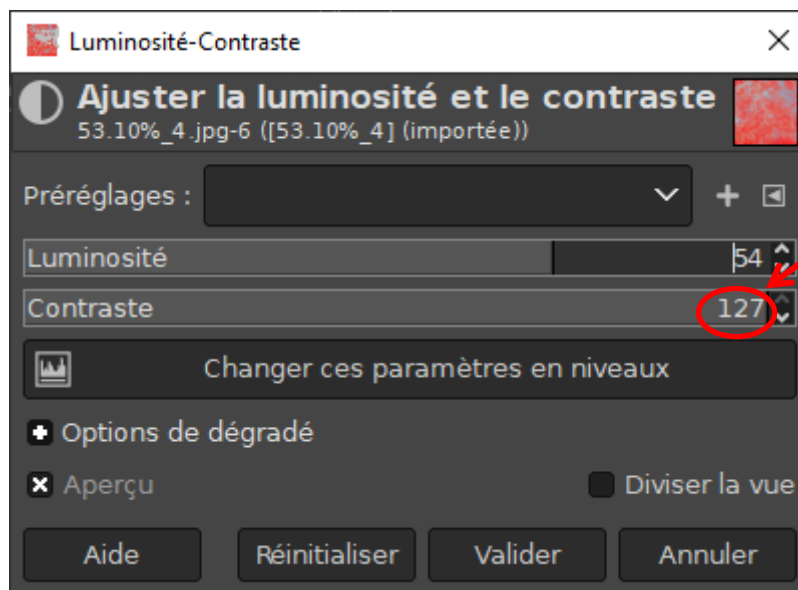 Luminosité-Contraste
Ajuster la luminosité et le contraste
53.10%_4.jpg-6 ([53.10%_4] (importée))
Préréglages :
Luminosité 54
Contraste 127
Changer ces paramètres en niveaux
Options de dégradé
Aperçu Diviser la vue
Aide Réinitialiser Valider Annuler